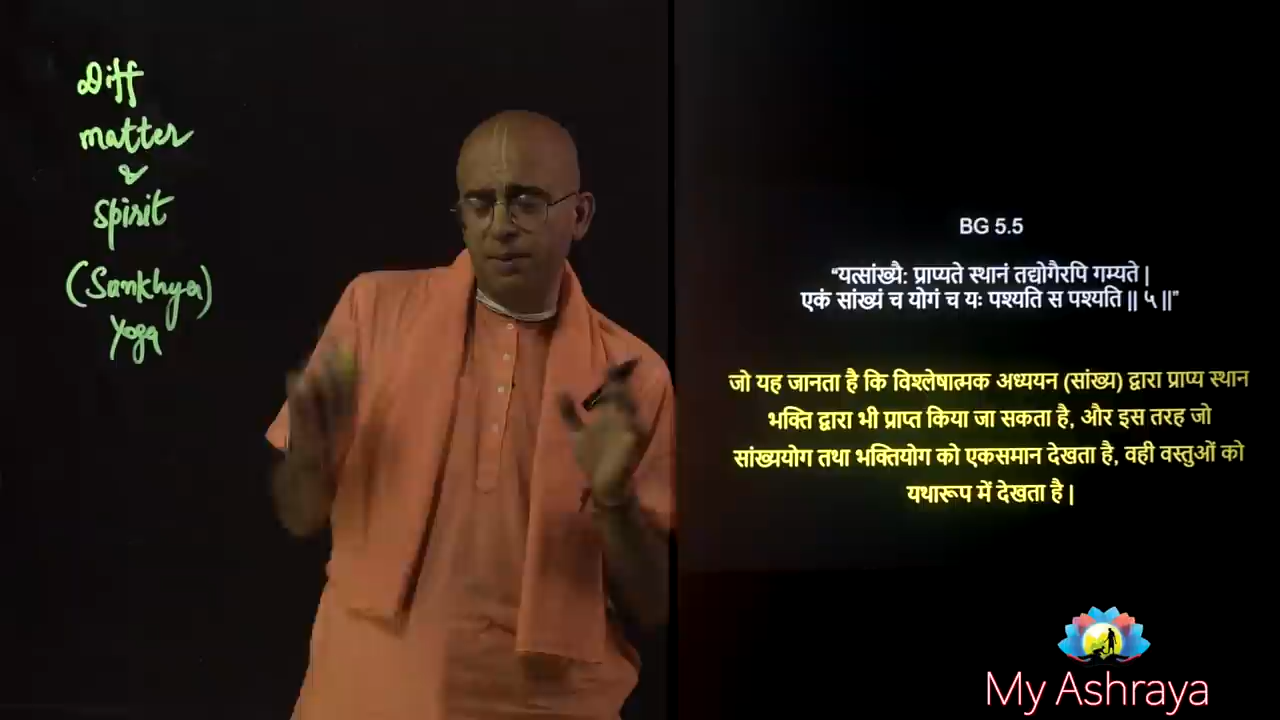 Diff
matter
&
spirit
(Sankhya)
Yoga
BG 5.5
“यत्सांख्यै: प्राप्यते स्थानं तद्योगैरपि गम्यते |
एकं सांख्यं च योगं च यः पश्यति स पश्यति || ५ ||”
जो यह जानता है कि विश्लेषात्मक अध्ययन (सांख्य) द्वारा प्राप्य स्थान
भक्ति द्वारा भी प्राप्त किया जा सकता है, और इस तरह जो
सांख्ययोग तथा भक्तियोग को एकसमान देखता है, वही वस्तुओं को
यथारूप में देखता है |
My Ashraya